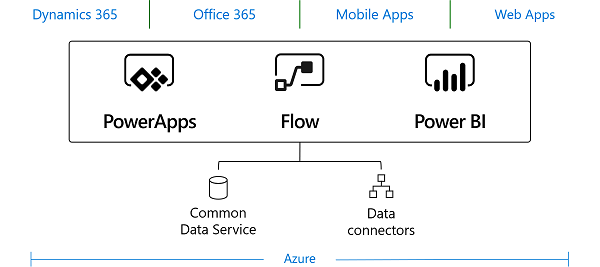 Dynamics 365
Office 365
Mobile Apps
Web Apps
PowerApps
Flow
Power BI
Common
Data Service
Data
connectors
Azure